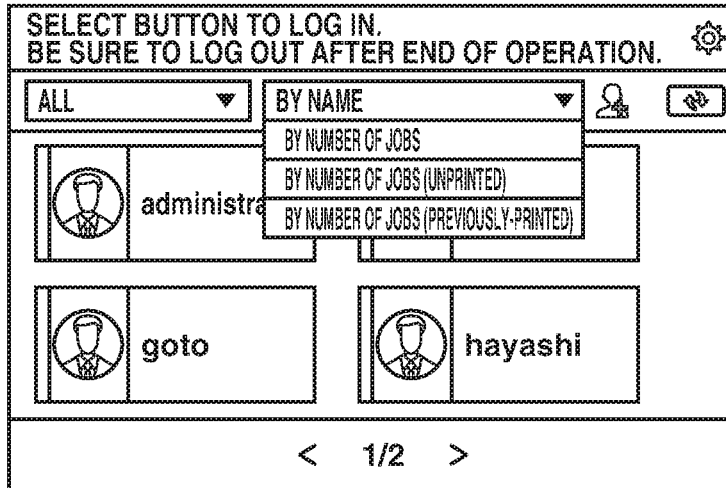 SELECT BUTTON TO LOG IN.
BE SURE TO LOG OUT AFTER END OF OPERATION.
ALL
BY NAME
BY NUMBER OF JOBS
BY NUMBER OF JOBS (UNPRINTED)
BY NUMBER OF JOBS (PREVIOUSLY-PRINTED)
administra
goto
hayashi
< 1/2 >